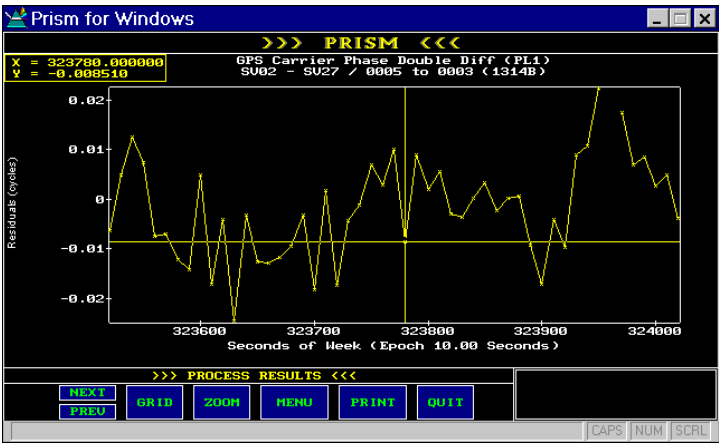 Prism for Windows
>>> PRISM <<<
X = 323780.000000
Y = -0.008510
GPS Carrier Phase Double Diff (PL1)
SV02 - SV27 / 0005 to 0003 (1314B)
0.02
0.01
0
-0.01
-0.02
Residuals (cycles)
323600 323700 323800 323900 324000
Seconds of Week (Epoch 10.00 Seconds)
>>> PROCESS RESULTS <<<
NEXT
PREV
GRID ZOOM MENU PRINT QUIT
CAPS NUM SCRL